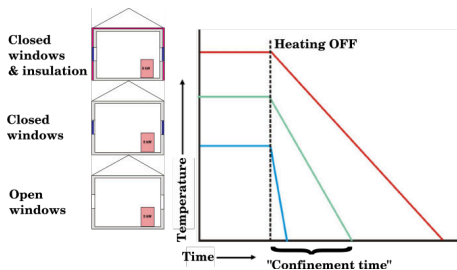 Closed
windows
& insulation
Closed
windows
Open
windows
Heating OFF
Temperature
Time
"Confinement time"